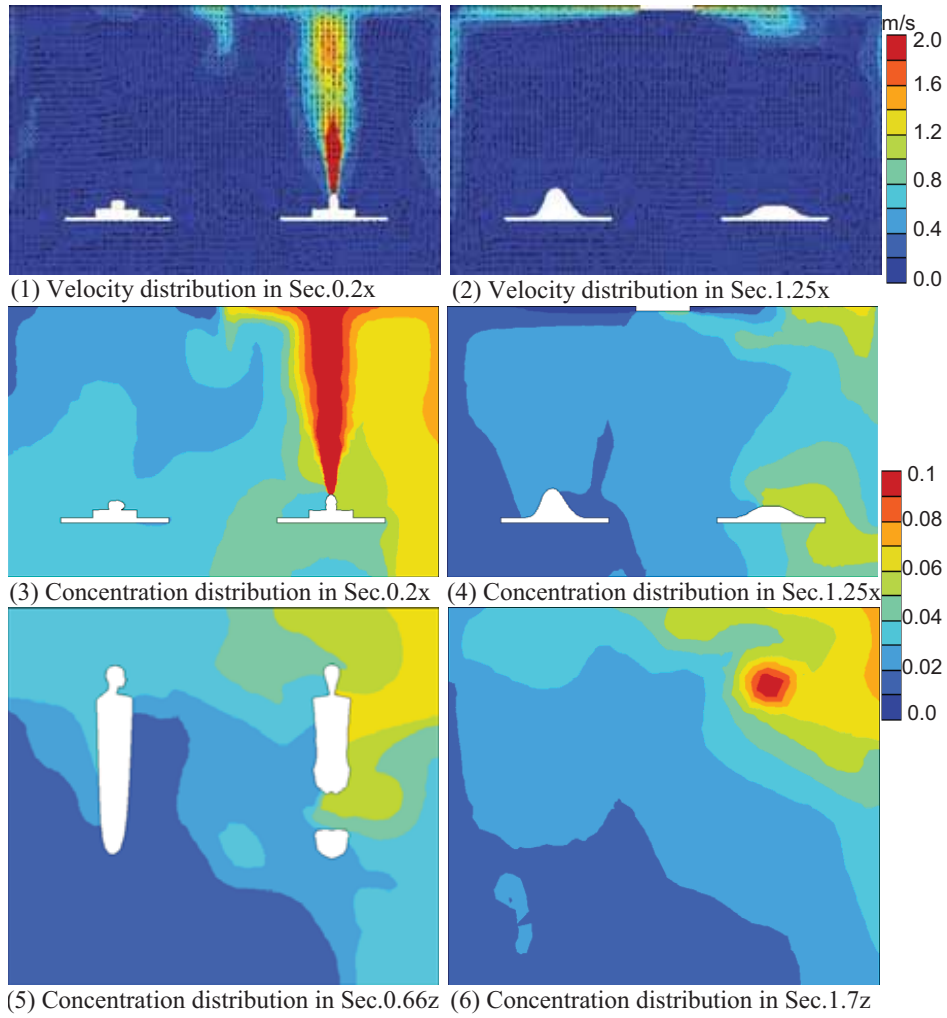 m/s
2.0
1.6
1.2
0.8
0.4
0.0
(1) Velocity distribution in Sec.0.2x
(2) Velocity distribution in Sec.1.25x
0.1
0.08
0.06
0.04
0.02
0.0
(3) Concentration distribution in Sec.0.2x
(4) Concentration distribution in Sec.1.25x
(5) Concentration distribution in Sec.0.66z
(6) Concentration distribution in Sec.1.7z